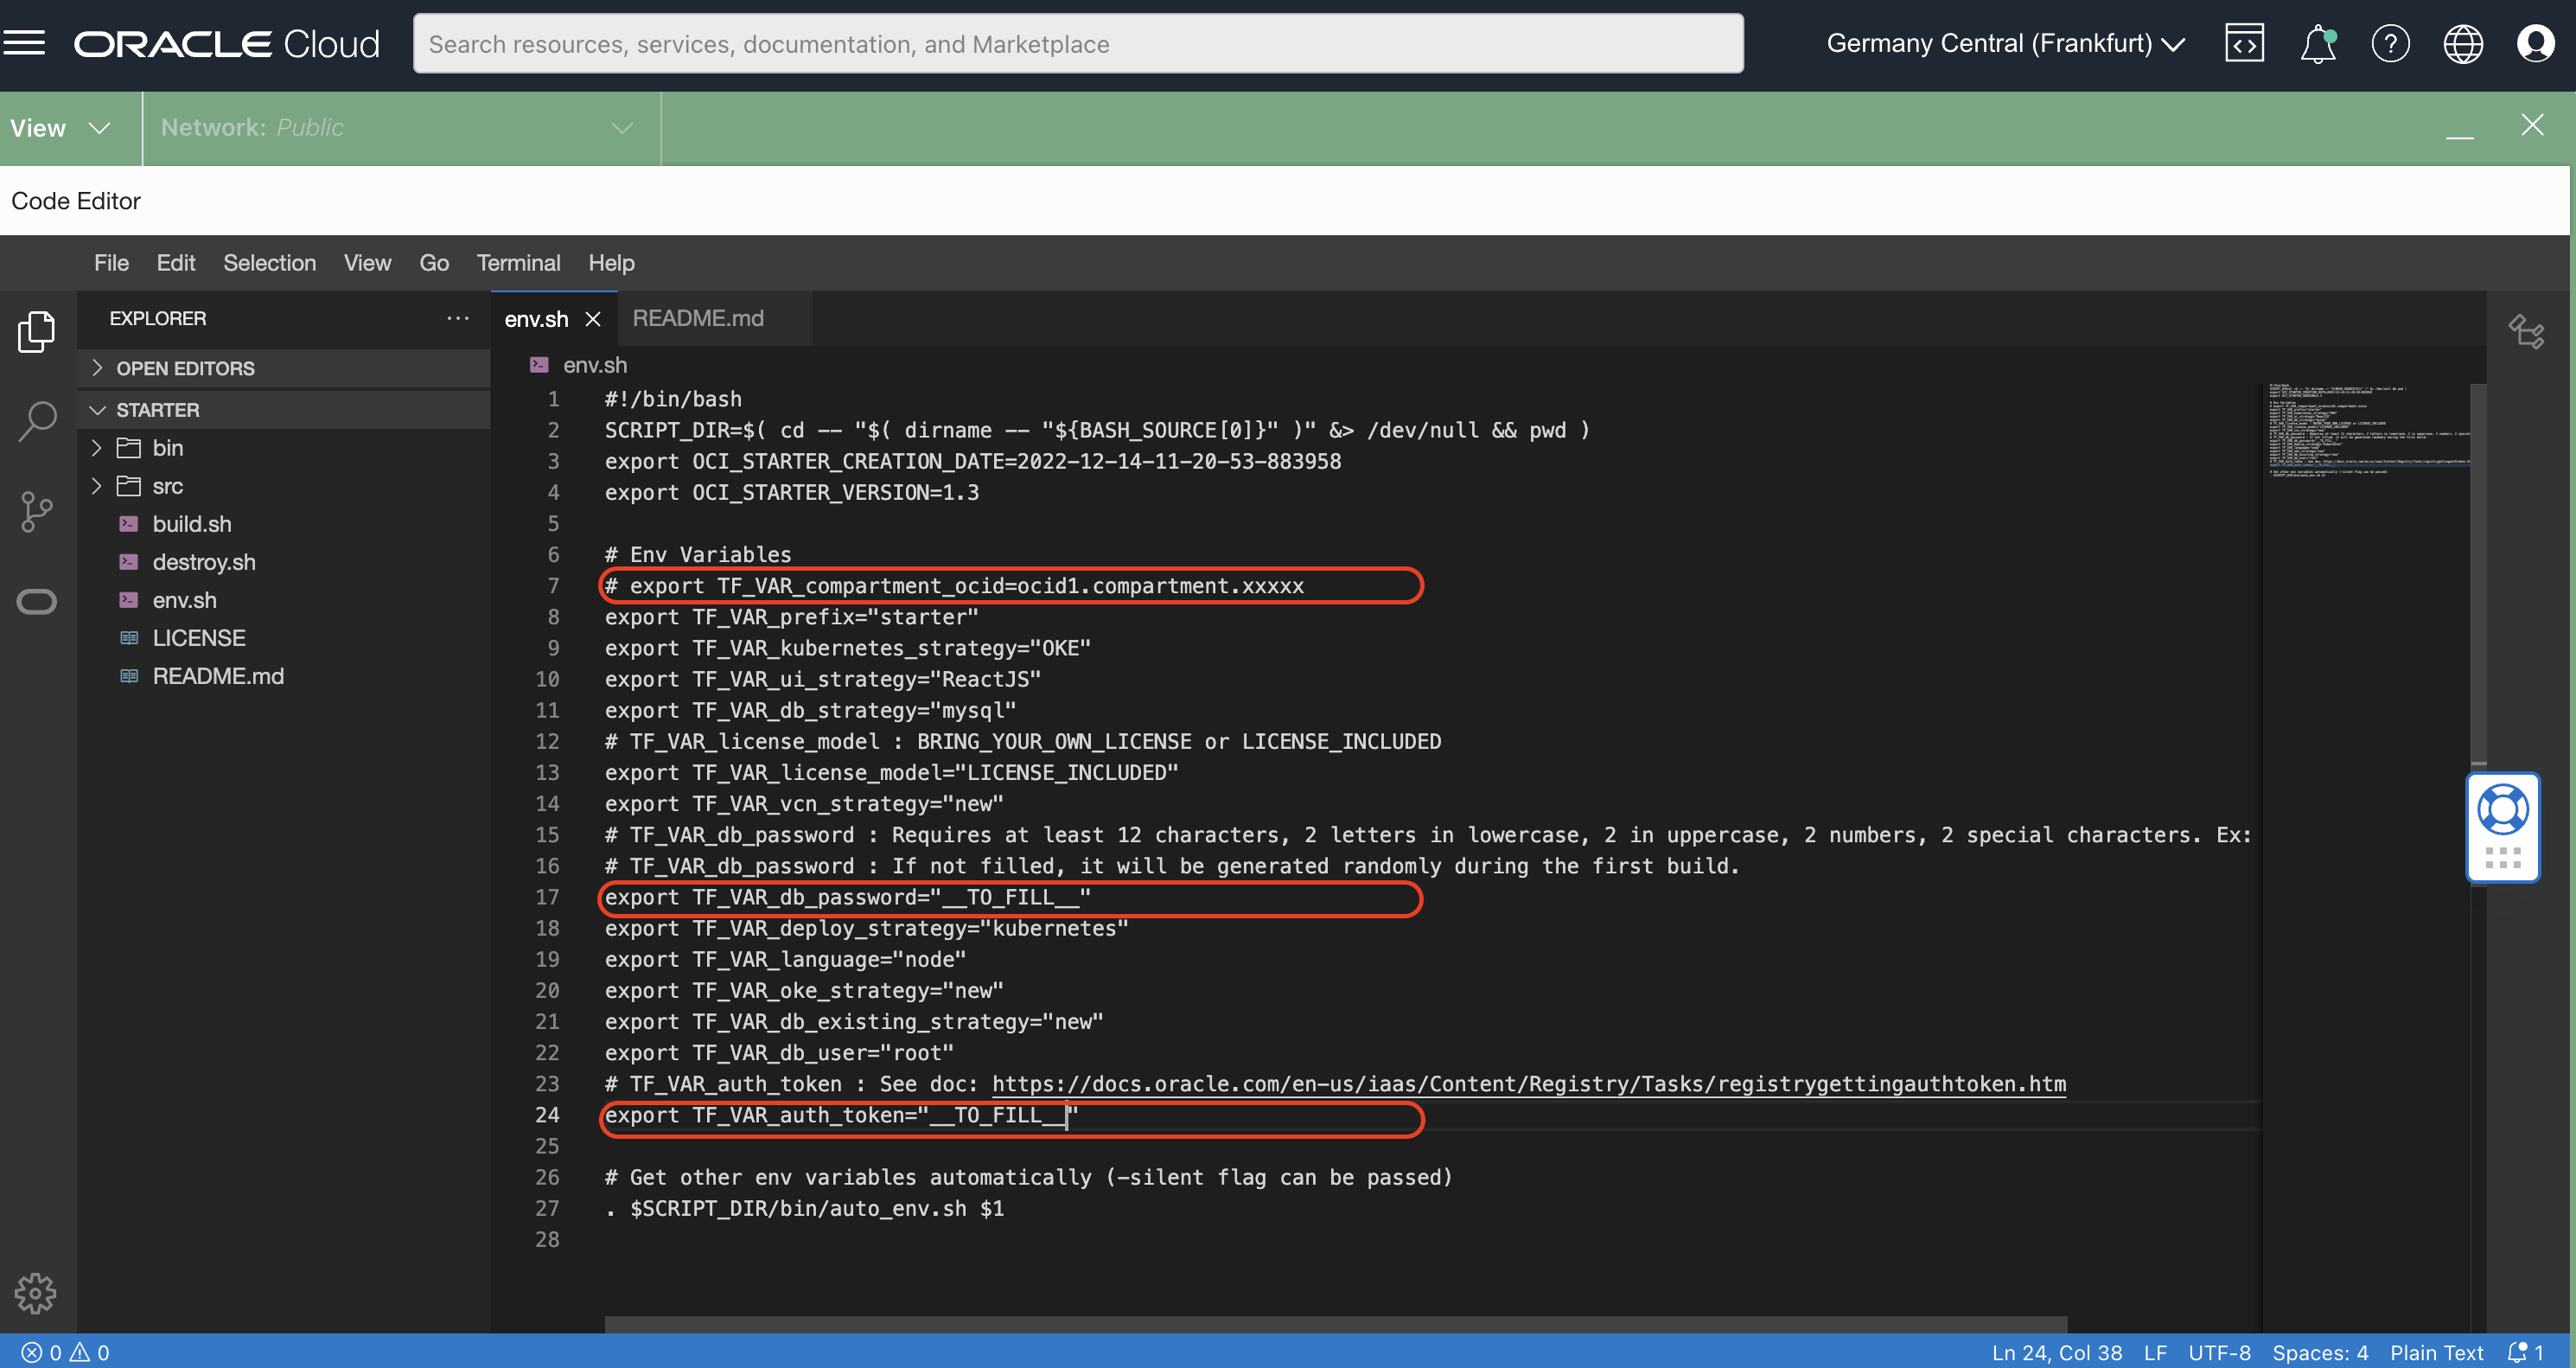 ORACLE Cloud
Search resources, services, documentation, and Marketplace
Germany Central (Frankfurt)
View
Network: Public
Code Editor
File Edit Selection View Go Terminal Help
EXPLORER
OPEN EDITORS
STARTER
bin
src
build.sh
destroy.sh
env.sh
LICENSE
README.md
env.sh
README.md
env.sh
1 #!/bin/bash
2 SCRIPT_DIR=$( cd -- "$( dirname -- "${BASH_SOURCE[0]}" )" &> /dev/null && pwd )
3 export OCI_STARTER_CREATION_DATE=2022-12-14-11-20-53-883958
4 export OCI_STARTER_VERSION=1.3
5
6 # Env Variables
7 # export TF_VAR_compartment_ocid=ocid1.compartment.xxxxx
8 export TF_VAR_prefix="starter"
9 export TF_VAR_kubernetes_strategy="OKE"
10 export TF_VAR_ui_strategy="ReactJS"
11 export TF_VAR_db_strategy="mysql"
12 # TF_VAR_license_model : BRING_YOUR_OWN_LICENSE or LICENSE_INCLUDED
13 export TF_VAR_license_model="LICENSE_INCLUDED"
14 export TF_VAR_vcn_strategy="new"
15 # TF_VAR_db_password : Requires at least 12 characters, 2 letters in lowercase, 2 in uppercase, 2 numbers, 2 special characters. Ex:
16 # TF_VAR_db_password : If not filled, it will be generated randomly during the first build.
17 export TF_VAR_db_password="__TO_FILL__"
18 export TF_VAR_deploy_strategy="kubernetes"
19 export TF_VAR_language="node"
20 export TF_VAR_oke_strategy="new"
21 export TF_VAR_db_existing_strategy="new"
22 export TF_VAR_db_user="root"
23 # TF_VAR_auth_token : See doc: https://docs.oracle.com/en-us/iaas/Content/Registry/Tasks/registrygettingauthtoken.htm
24 export TF_VAR_auth_token="__TO_FILL__"
25
26 # Get other env variables automatically (-silent flag can be passed)
27 . $SCRIPT_DIR/bin/auto_env.sh $1
28
0 0
Ln 24, Col 38 LF UTF-8 Spaces: 4 Plain Text 1